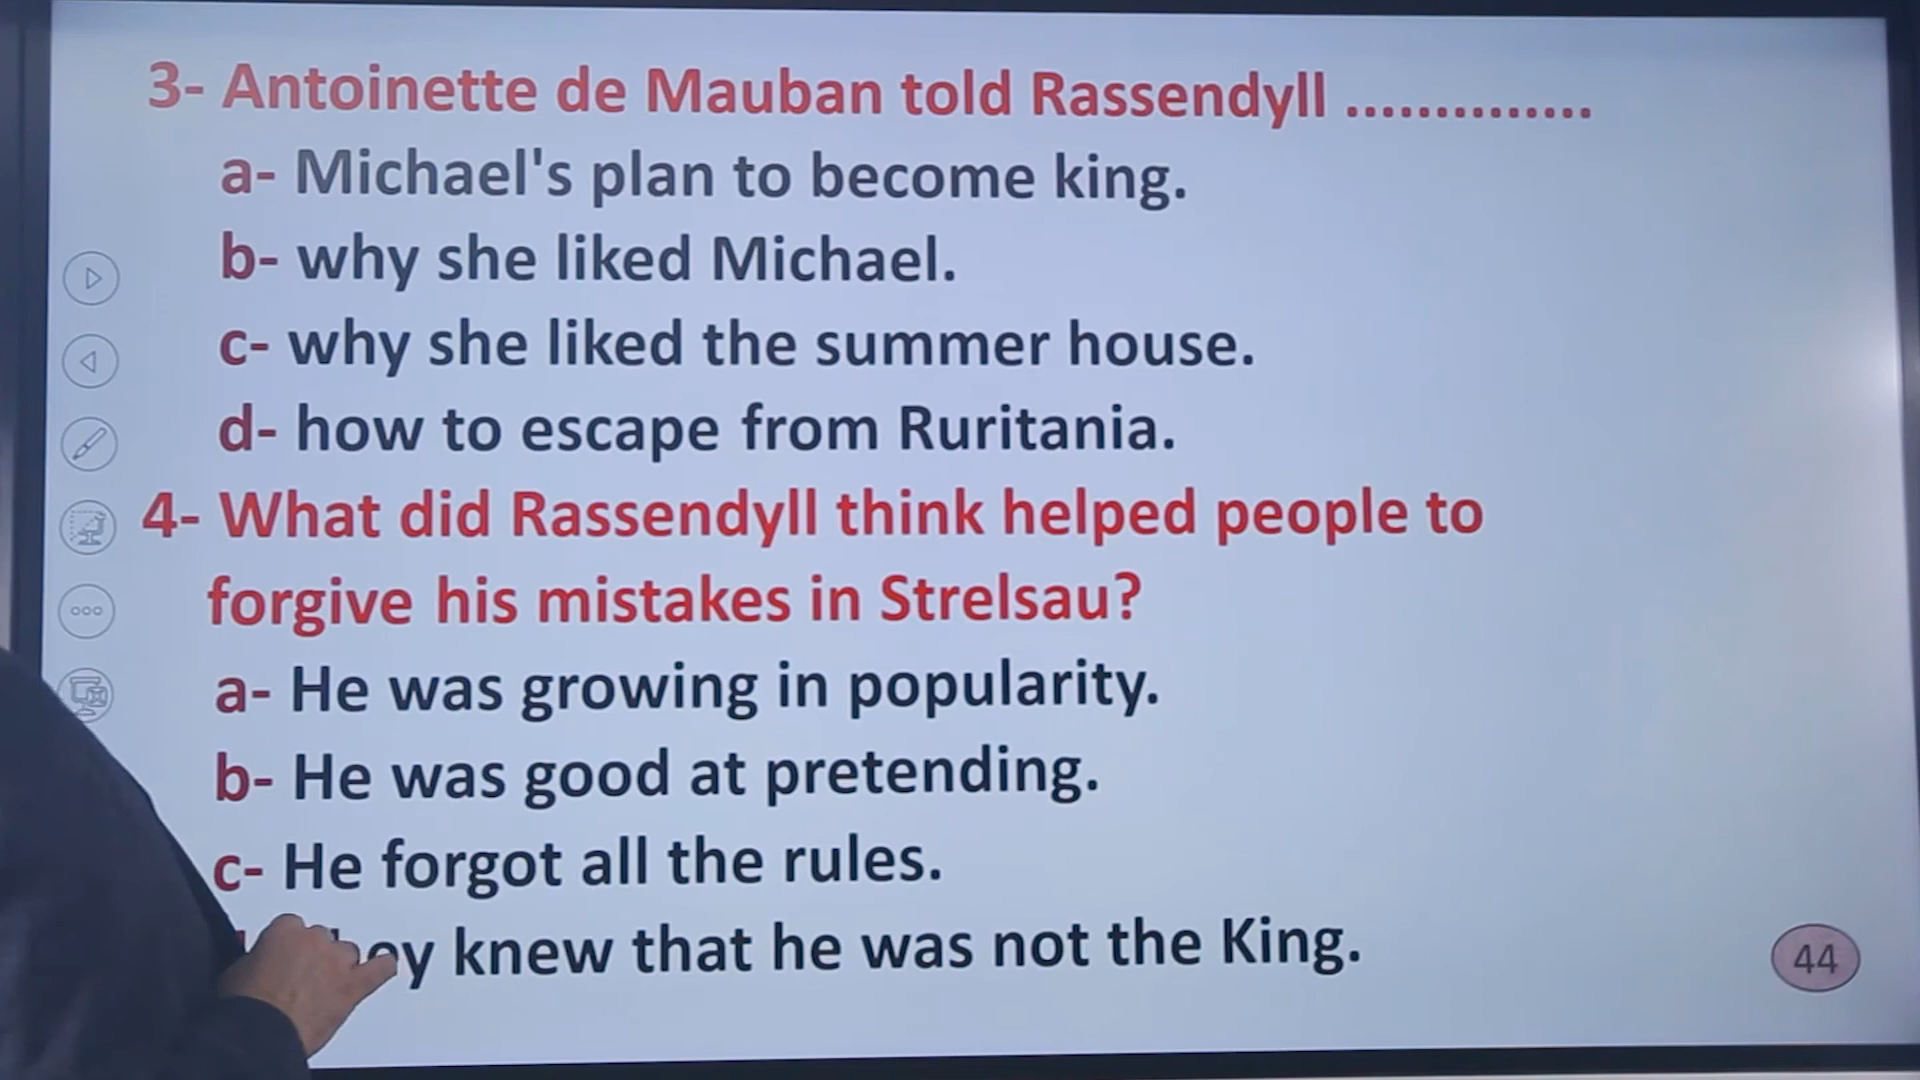 3- Antoinette de Mauban told Rassendyll ..............
a- Michael's plan to become king.
b- why she liked Michael.
c- why she liked the summer house.
d- how to escape from Ruritania.
4- What did Rassendyll think helped people to
forgive his mistakes in Strelsau?
a- He was growing in popularity.
b- He was good at pretending.
c- He forgot all the rules.
knew that he was not the King.
44